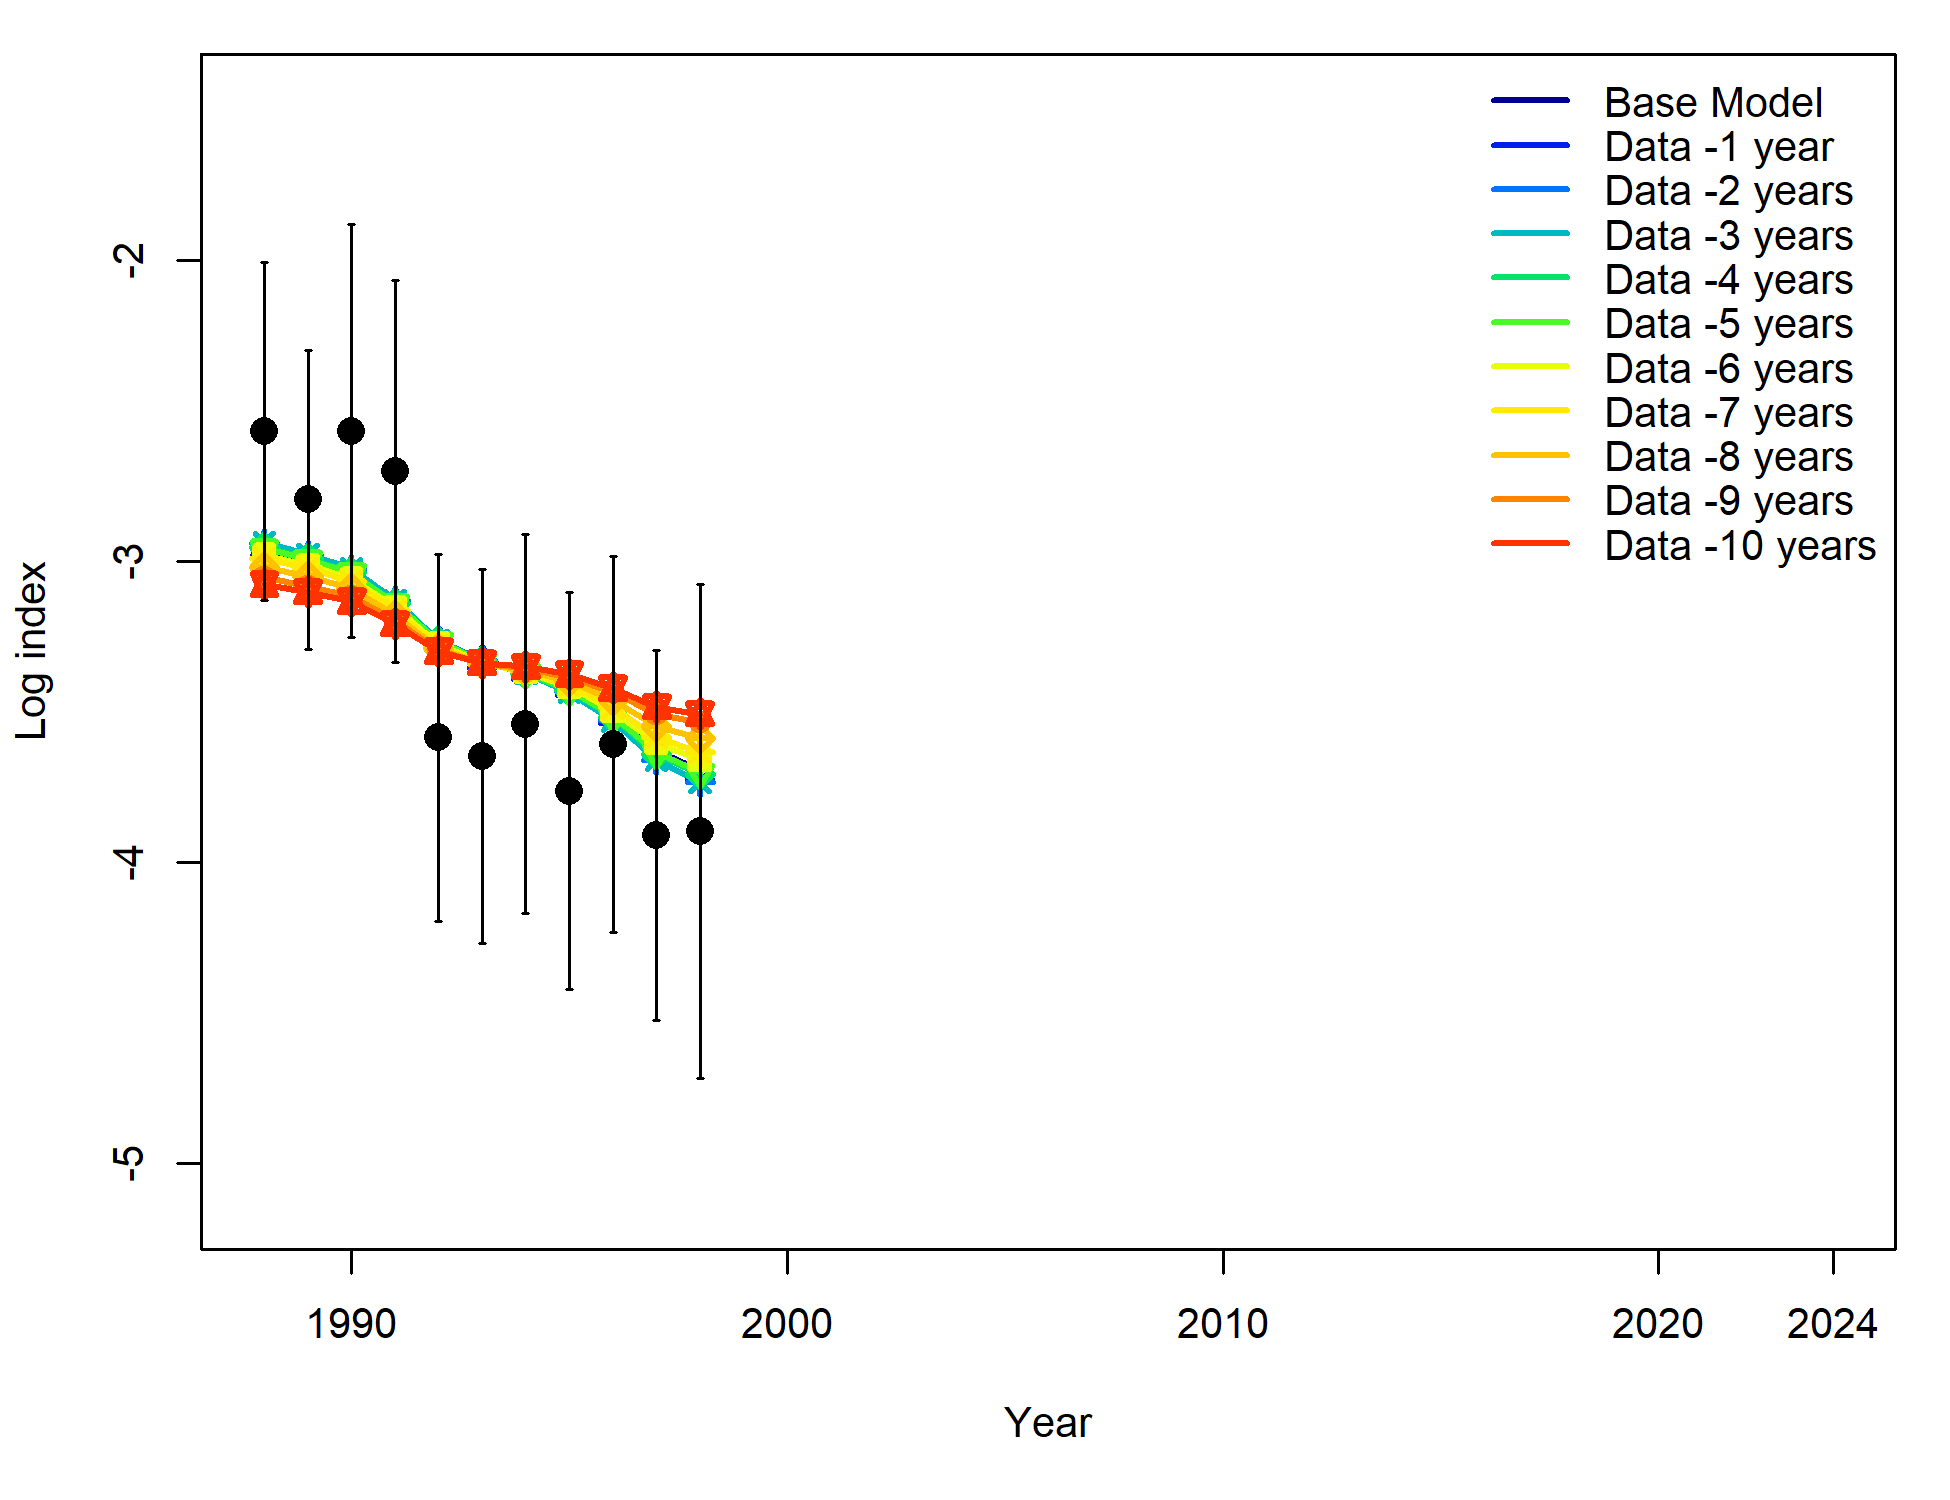 Base Model
Data -1 year
Data -2 years
Data -3 years
Data -4 years
Data -5 years
Data -6 years
Data -7 years
Data -8 years
Data -9 years
Data -10 years
Log index
-2
-3
-4
-5
1990 2000 2010 2020 2024
Year